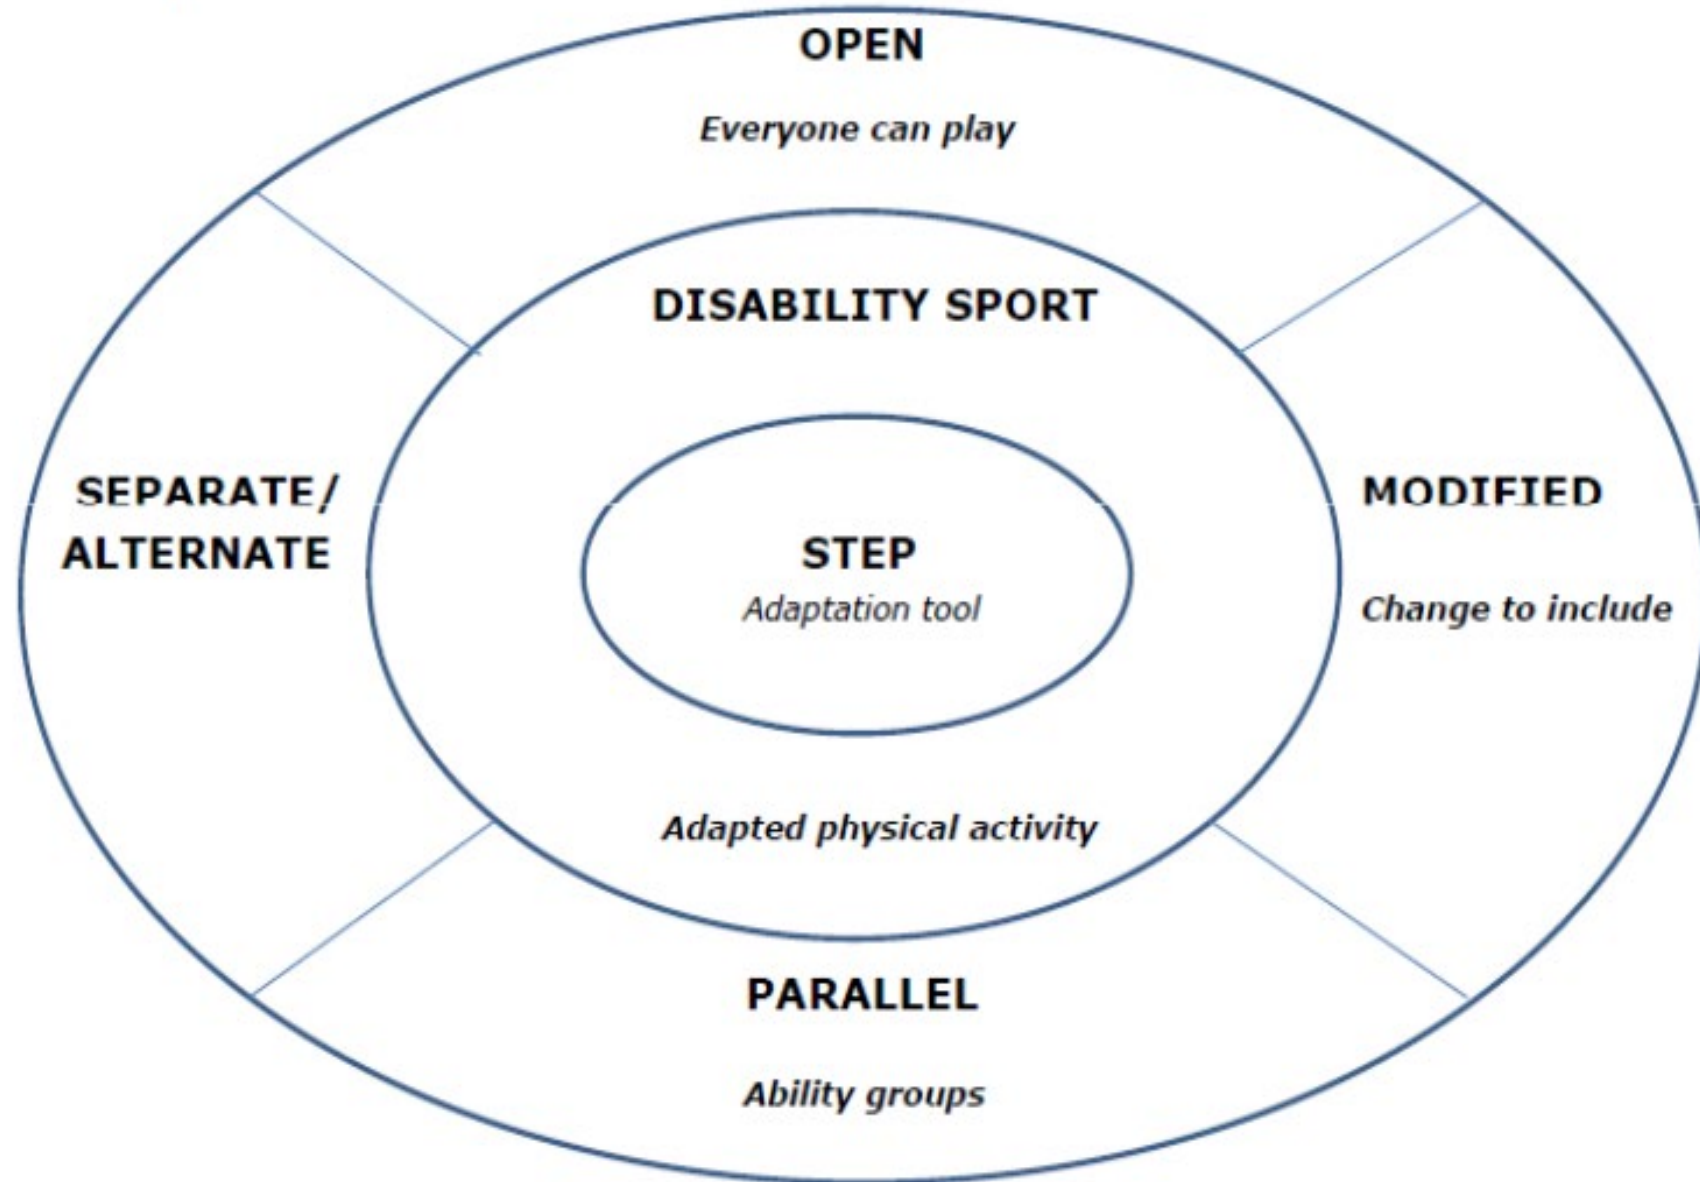 OPEN
Everyone can play
DISABILITY SPORT
SEPARATE/
ALTERNATE
STEP
Adaptation tool
MODIFIED
Change to include
Adapted physical activity
PARALLEL
Ability groups